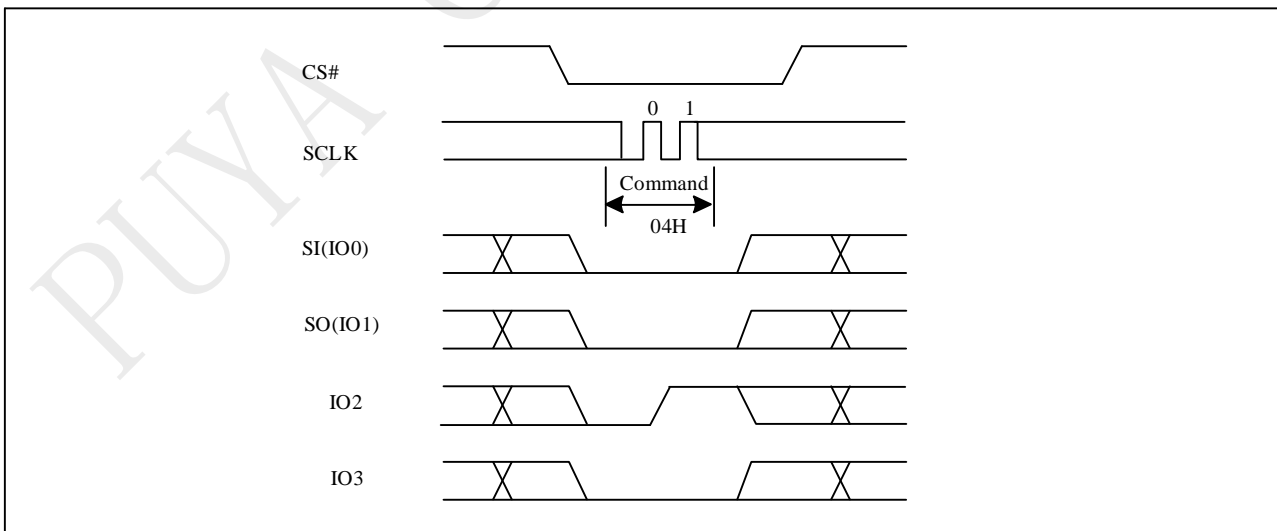 PUYA
CS#
0 1
SCLK
Command
04H
SI(IO0)
SO(IO1)
IO2
IO3